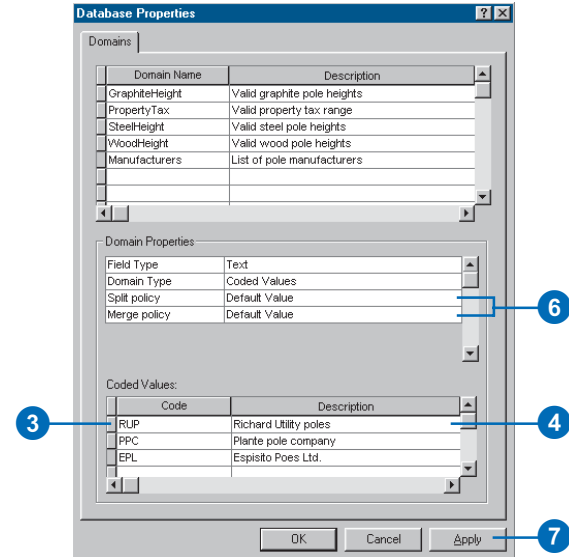 Database Properties ? X
Domains
Domain Name Description
GraphiteHeight Valid graphite pole heights
PropertyTax Valid property tax range
SteelHeight Valid steel pole heights
WoodHeight Valid wood pole heights
Manufacturers List of pole manufacturers
Domain Properties
Field Type Text
Domain Type Coded Values
Split policy Default Value
Merge policy Default Value
6
Coded Values:
Code Description
3 RUP Richard Utility poles 4
PPC Plante pole company
EPL Espisito Poes Ltd.
OK Cancel Apply 7